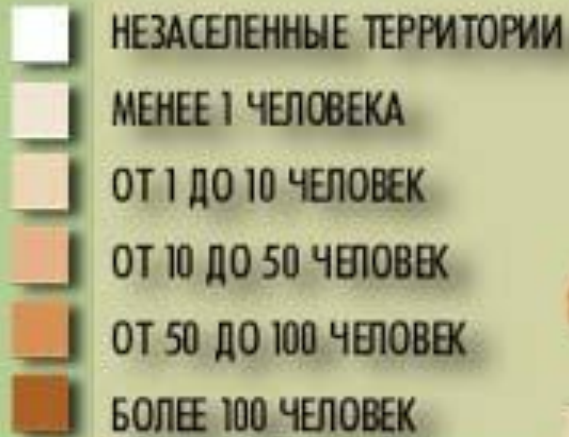 НЕЗАСЕЛЕННЫЕ ТЕРРИТОРИИ
МЕНЕЕ 1 ЧЕЛОВЕКА
ОТ 1 ДО 10 ЧЕЛОВЕК
ОТ 10 ДО 50 ЧЕЛОВЕК
ОТ 50 ДО 100 ЧЕЛОВЕК
БОЛЕЕ 100 ЧЕЛОВЕК